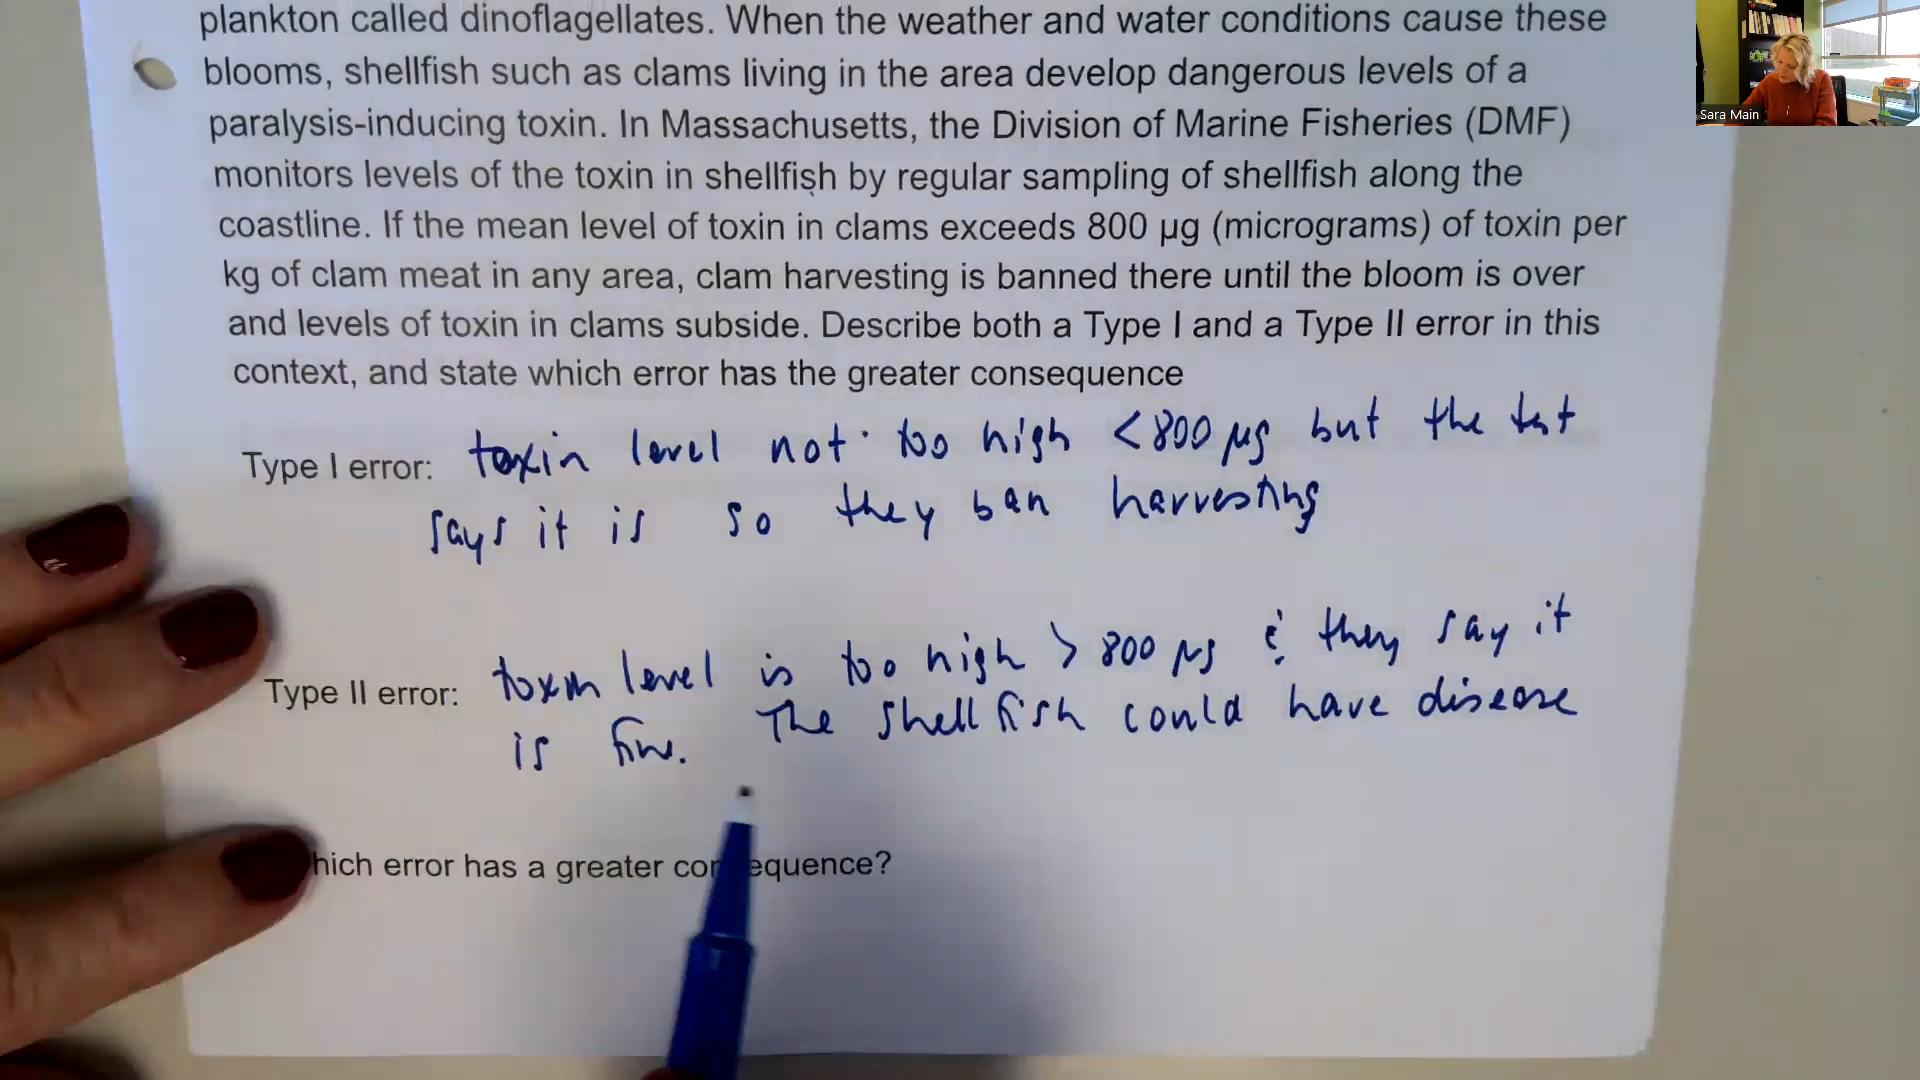 plankton called dinoflagellates. When the weather and water conditions cause these
blooms, shellfish such as clams living in the area develop dangerous levels of a
paralysis-inducing toxin. In Massachusetts, the Division of Marine Fisheries (DMF)
monitors levels of the toxin in shellfish by regular sampling of shellfish along the
coastline. If the mean level of toxin in clams exceeds 800 µg (micrograms) of toxin per
kg of clam meat in any area, clam harvesting is banned there until the bloom is over
and levels of toxin in clams subside. Describe both a Type I and a Type II error in this
context, and state which error has the greater consequence
Type I error: toxin level not too high < 800 µg but the test
says it is so they ban harvesting
Type II error: toxin level is too high > 800 µg & they say it
is fine. The shellfish could have disease
hich error has a greater consequence?
Sara Main